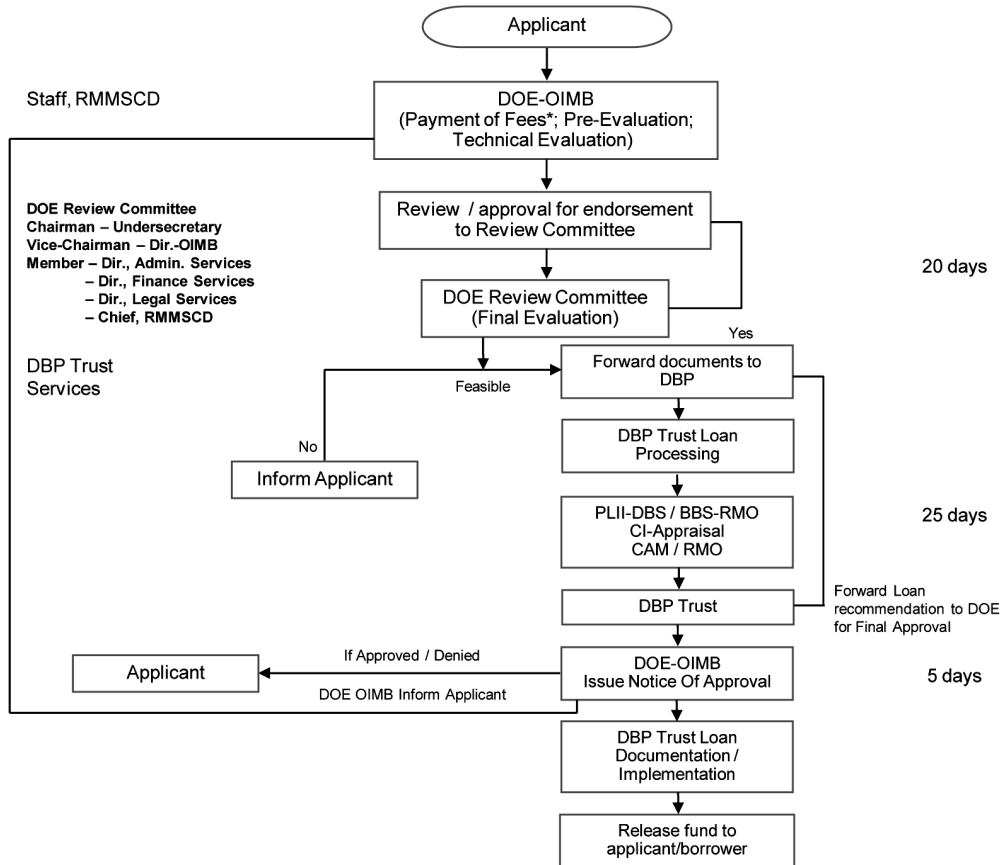 Applicant
Staff, RMMSCD
DOE-OIMB
(Payment of Fees*; Pre-Evaluation;
Technical Evaluation)
DOE Review Committee
Chairman – Undersecretary
Vice-Chairman – Dir.-OIMB
Member – Dir., Admin. Services
– Dir., Finance Services
– Dir., Legal Services
– Chief, RMMSCD
Review / approval for endorsement
to Review Committee
20 days
DOE Review Committee
(Final Evaluation)
DBP Trust
Services
Yes
Feasible
Forward documents to
DBP
No
Inform Applicant
DBP Trust Loan
Processing
PLII-DBS / BBS-RMO
CI-Appraisal
CAM / RMO
25 days
DBP Trust
Forward Loan
recommendation to DOE
for Final Approval
Applicant
If Approved / Denied
DOE OIMB Inform Applicant
DOE-OIMB
Issue Notice Of Approval
5 days
DBP Trust Loan
Documentation /
Implementation
Release fund to
applicant/borrower